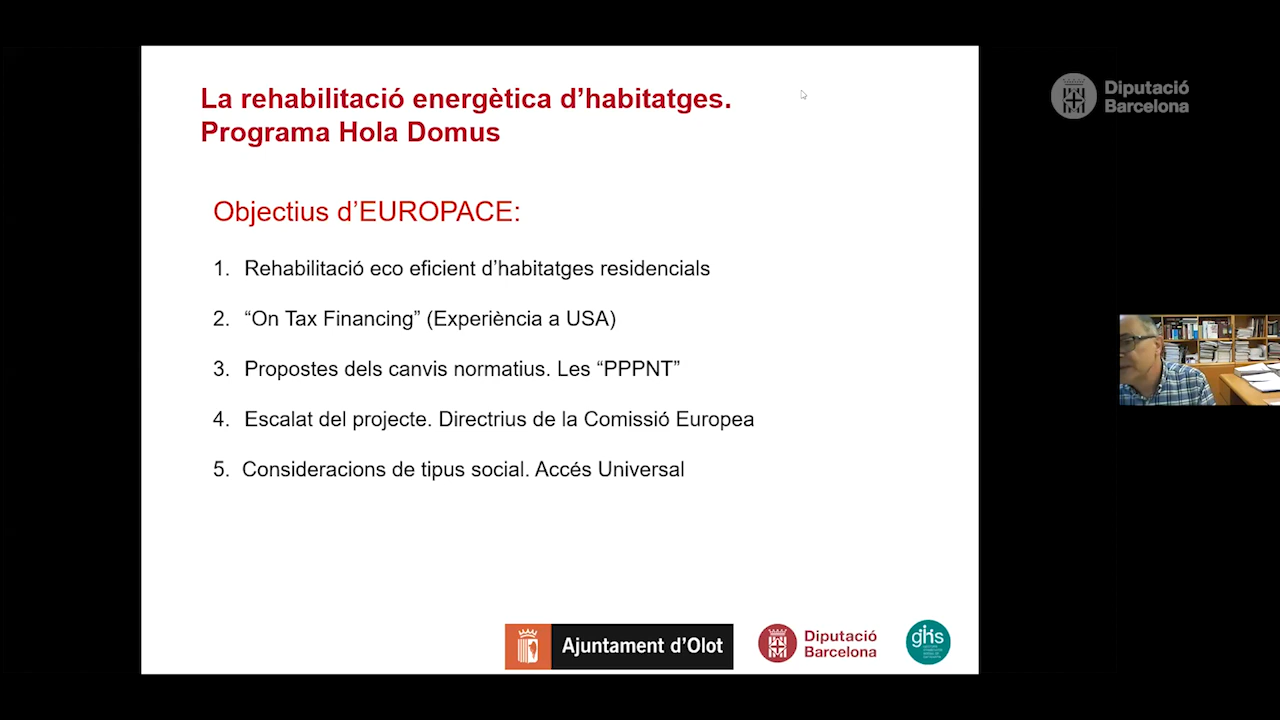 La rehabilitació energètica d’habitatges.
Programa Hola Domus
Diputació
Barcelona
Objectius d’EUROPACE:
1. Rehabilitació eco eficient d’habitatges residencials
2. “On Tax Financing” (Experiència a USA)
3. Propostes dels canvis normatius. Les “PPPNT”
4. Escalat del projecte. Directrius de la Comissió Europea
5. Consideracions de tipus social. Accés Universal
Ajuntament d’Olot
Diputació
Barcelona
ghs